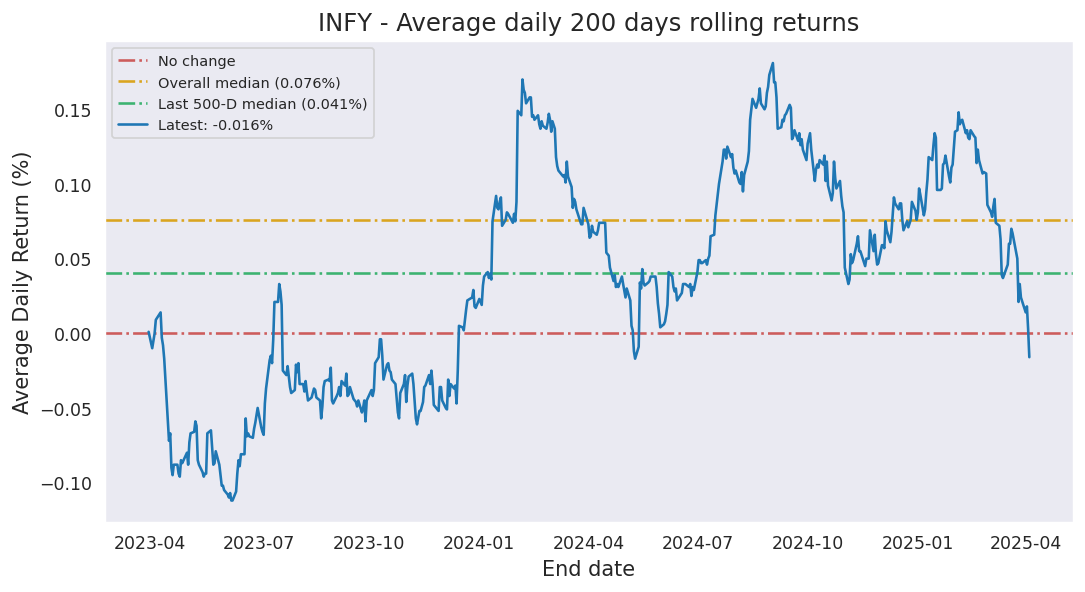 INFY - Average daily 200 days rolling returns
No change
Overall median (0.076%)
Last 500-D median (0.041%)
Latest: -0.016%
Average Daily Return (%)
0.15
0.10
0.05
0.00
−0.05
−0.10
2023-04 2023-07 2023-10 2024-01 2024-04 2024-07 2024-10 2025-01 2025-04
End date